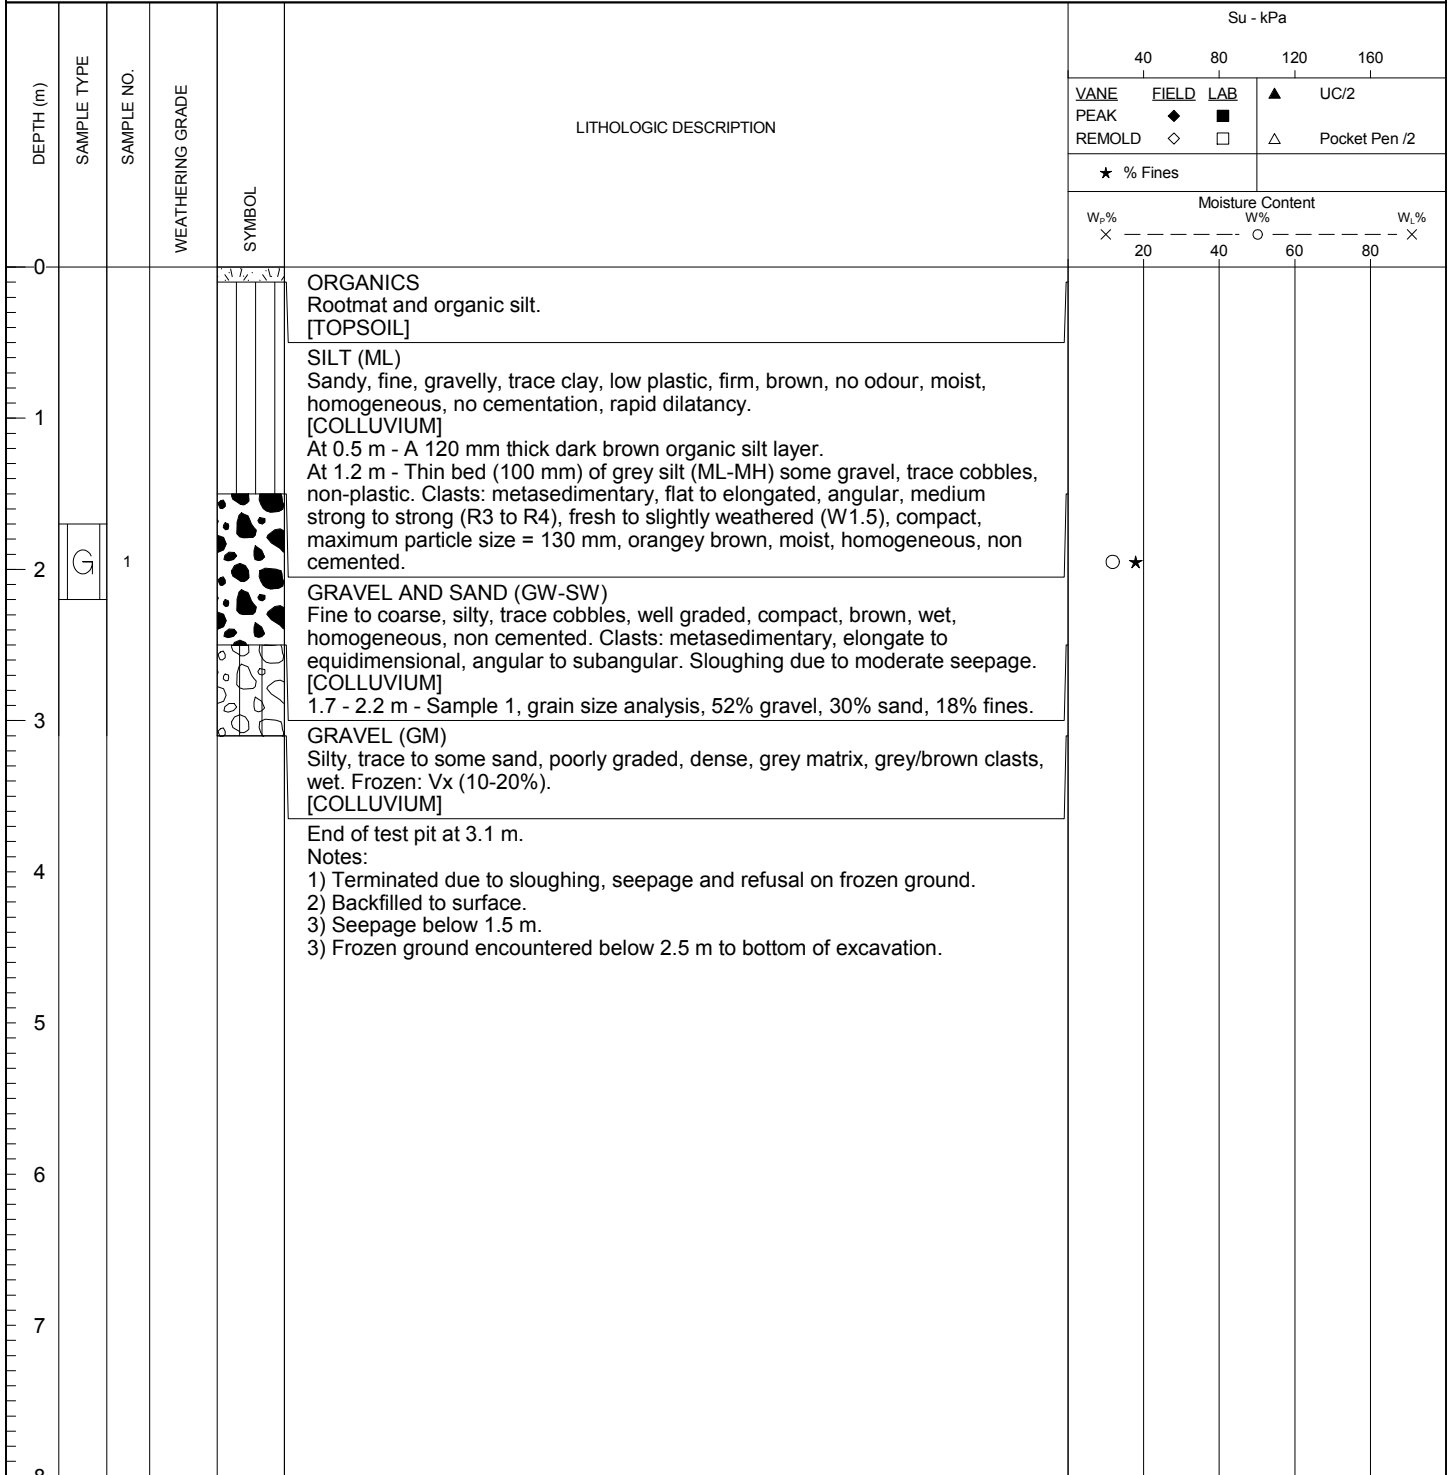 Su - kPa
40 80 120 160
DEPTH (m)
SAMPLE TYPE
SAMPLE NO.
WEATHERING GRADE
SYMBOL
LITHOLOGIC DESCRIPTION
VANE FIELD LAB ▲ UC/2
PEAK ◆ ■
REMOLD ◇ □ △ Pocket Pen /2
★ % Fines
Moisture Content
WP% W% WL%
20 40 60 80
0
ORGANICS
Rootmat and organic silt.
[TOPSOIL]
SILT (ML)
Sandy, fine, gravelly, trace clay, low plastic, firm, brown, no odour, moist,
homogeneous, no cementation, rapid dilatancy.
1
[COLLUVIUM]
At 0.5 m - A 120 mm thick dark brown organic silt layer.
At 1.2 m - Thin bed (100 mm) of grey silt (ML-MH) some gravel, trace cobbles,
non-plastic. Clasts: metasedimentary, flat to elongated, angular, medium
strong to strong (R3 to R4), fresh to slightly weathered (W1.5), compact,
maximum particle size = 130 mm, orangey brown, moist, homogeneous, non
cemented.
2 G 1
GRAVEL AND SAND (GW-SW)
Fine to coarse, silty, trace cobbles, well graded, compact, brown, wet,
homogeneous, non cemented. Clasts: metasedimentary, elongate to
equidimensional, angular to subangular. Sloughing due to moderate seepage.
[COLLUVIUM]
1.7 - 2.2 m - Sample 1, grain size analysis, 52% gravel, 30% sand, 18% fines.
3
GRAVEL (GM)
Silty, trace to some sand, poorly graded, dense, grey matrix, grey/brown clasts,
wet. Frozen: Vx (10-20%).
[COLLUVIUM]
End of test pit at 3.1 m.
Notes:
4
1) Terminated due to sloughing, seepage and refusal on frozen ground.
2) Backfilled to surface.
3) Seepage below 1.5 m.
3) Frozen ground encountered below 2.5 m to bottom of excavation.
5
6
7
8